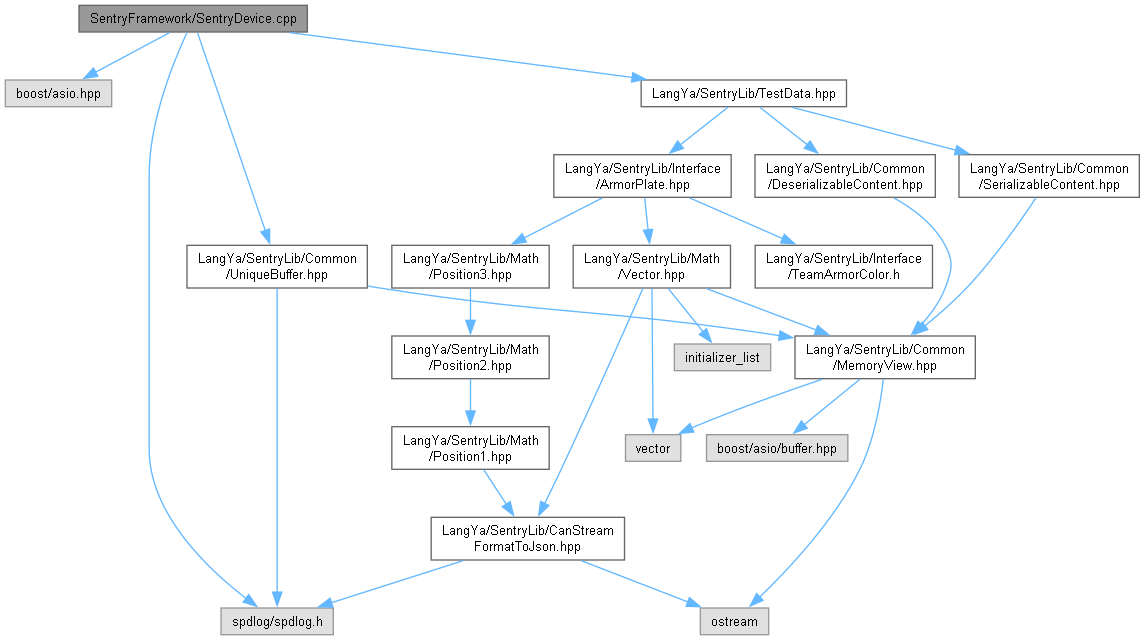 SentryFramework/SentryDevice.cpp
boost/asio.hpp
LangYa/SentryLib/TestData.hpp
LangYa/SentryLib/Interface
/ArmorPlate.hpp
LangYa/SentryLib/Common
/DeserializableContent.hpp
LangYa/SentryLib/Common
/SerializableContent.hpp
LangYa/SentryLib/Common
/UniqueBuffer.hpp
LangYa/SentryLib/Math
/Position3.hpp
LangYa/SentryLib/Math
/Vector.hpp
LangYa/SentryLib/Interface
/TeamArmorColor.h
LangYa/SentryLib/Math
/Position2.hpp
initializer_list
LangYa/SentryLib/Common
/MemoryView.hpp
LangYa/SentryLib/Math
/Position1.hpp
vector
boost/asio/buffer.hpp
LangYa/SentryLib/CanStream
FormatToJson.hpp
spdlog/spdlog.h
ostream